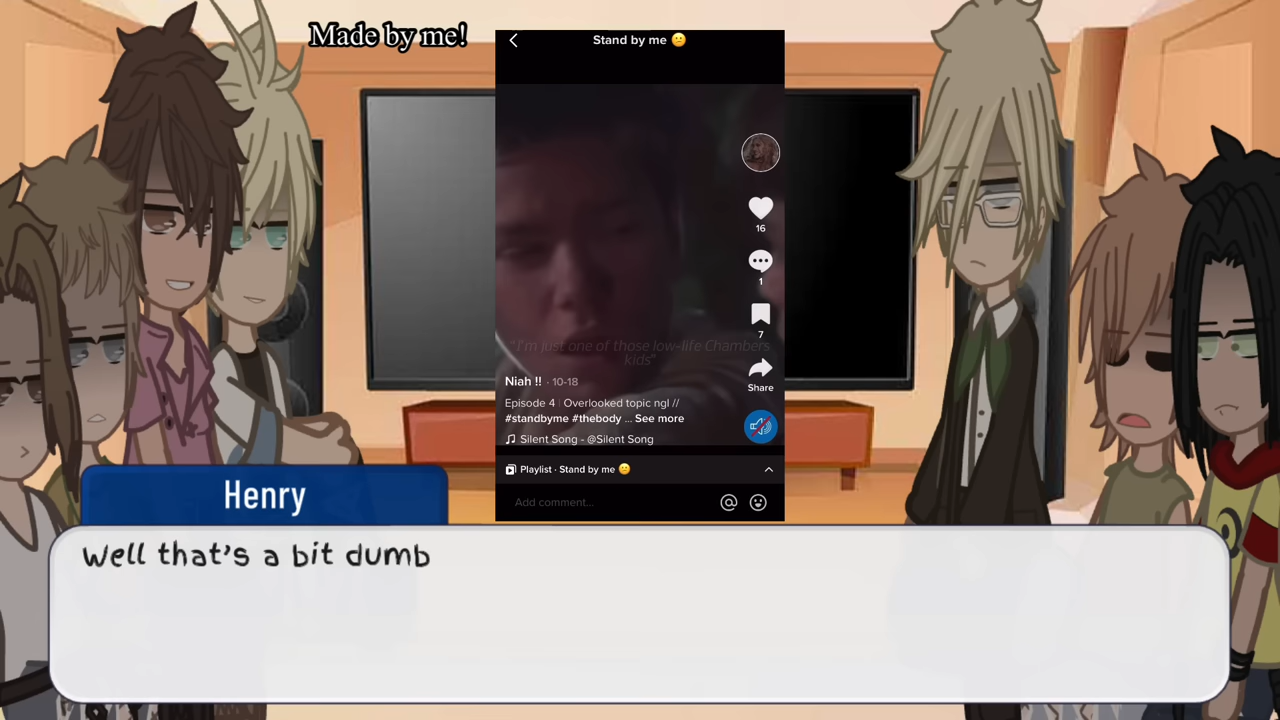 Made by me!
Stand by me 😕
16
1
7
Share
"I'm just one of those low-life Chambers
kids"
Niah !! · 10-18
Episode 4 Overlooked topic ngl //
#standbyme #thebody ... See more
♫ Silent Song - @Silent Song
Playlist · Stand by me 😕
Add comment...
Henry
Well that's a bit dumb